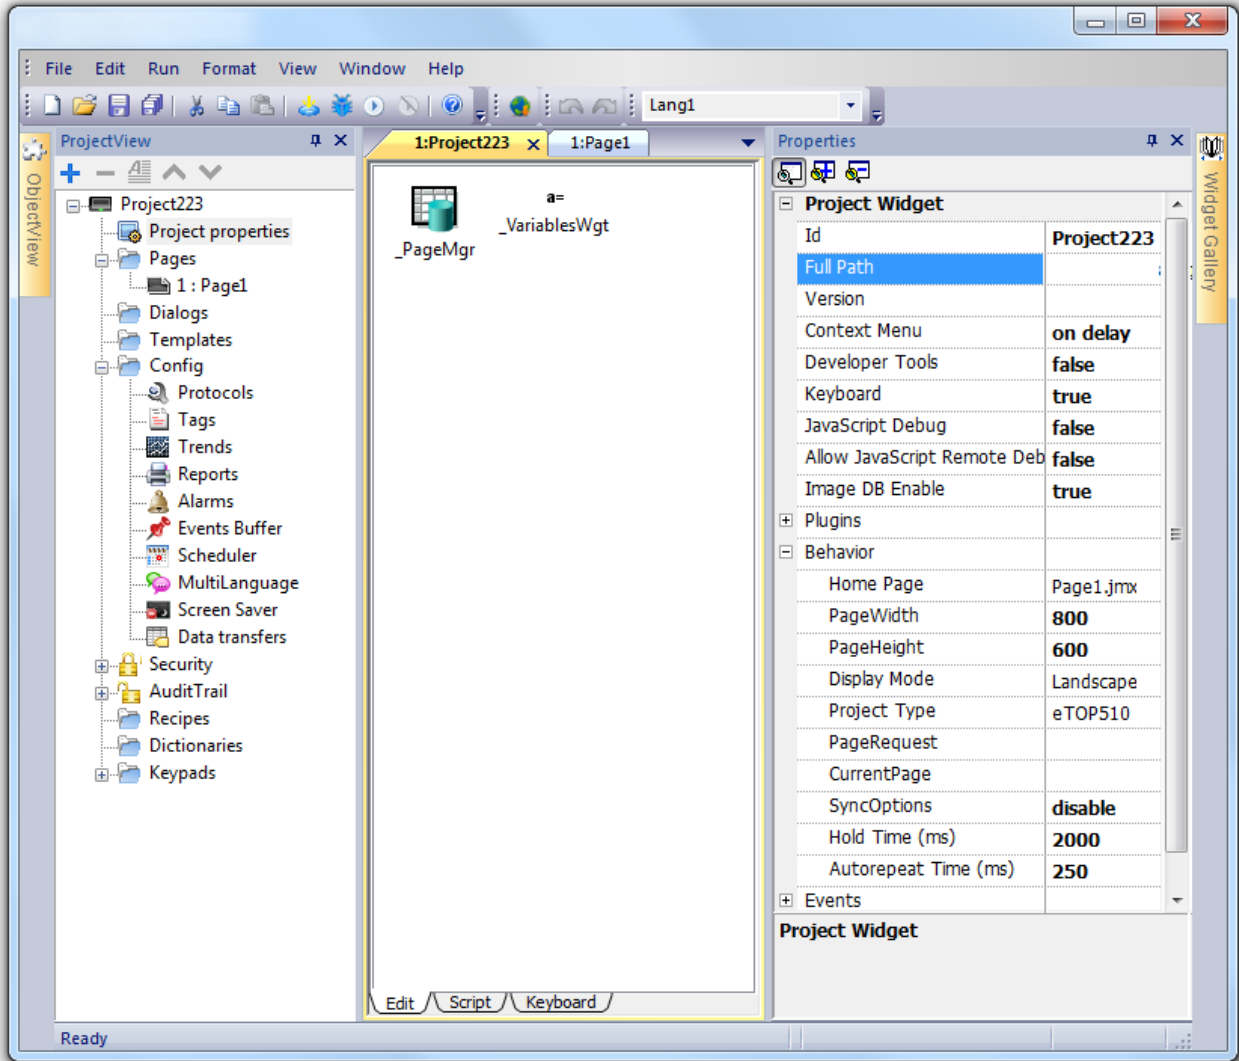 File Edit Run Format View Window Help
Lang1
ProjectView
1:Project223
1:Page1
Properties
ObjectView
Widget Gallery
Project223
Project properties
Pages
1 : Page1
Dialogs
Templates
Config
Protocols
Tags
Trends
Reports
Alarms
Events Buffer
Scheduler
MultiLanguage
Screen Saver
Data transfers
Security
AuditTrail
Recipes
Dictionaries
Keypads
_PageMgr
a=
_VariablesWgt
Edit Script Keyboard
Project Widget
Id Project223
Full Path
Version
Context Menu on delay
Developer Tools false
Keyboard true
JavaScript Debug false
Allow JavaScript Remote Deb false
Image DB Enable true
Plugins
Behavior
Home Page Page1.jmx
PageWidth 800
PageHeight 600
Display Mode Landscape
Project Type eTOP510
PageRequest
CurrentPage
SyncOptions disable
Hold Time (ms) 2000
Autorepeat Time (ms) 250
Events
Project Widget
Ready